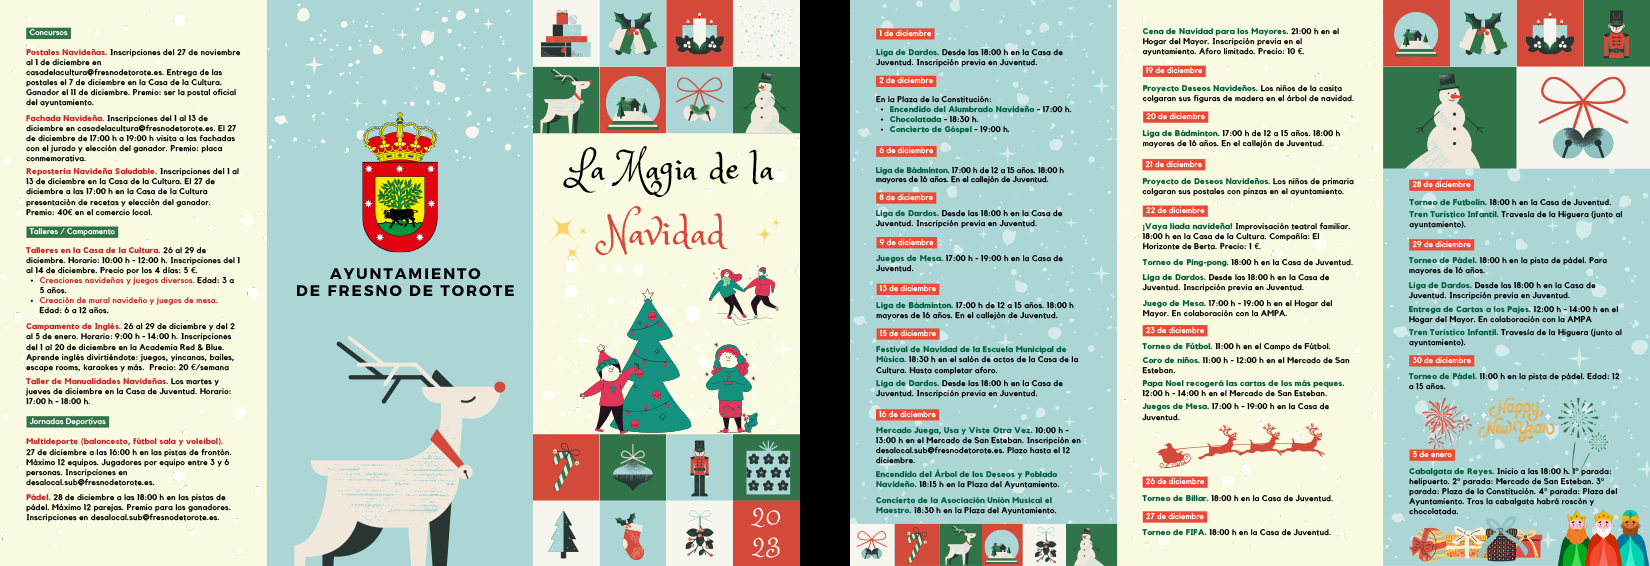 Concursos
Postales Navideñas. Inscripciones del 27 de noviembre
al 1 de diciembre en
casadelacultura@fresnodetorote.es. Entrega de las
postales el 7 de diciembre en la Casa de la Cultura.
Ganador el 11 de diciembre. Premio: ser la postal oficial
del ayuntamiento.
Fachada Navideña. Inscripciones del 1 al 13 de
diciembre en casadelacultura@fresnodetorote.es. El 27
de diciembre de 17:00 h a 19:00 h visita a las fachadas
con el jurado y elección del ganador. Premio: placa
conmemorativa.
Repostería Navideña Saludable. Inscripciones del 1 al
13 de diciembre en la Casa de la Cultura. El 27 de
diciembre a las 17:00 h en la Casa de la Cultura
presentación de recetas y elección del ganador.
Premio: 40€ en el comercio local.
Talleres / Campamento
Talleres en la Casa de la Cultura. 26 al 29 de
diciembre. Horario: 10:00 h - 12:00 h. Inscripciones del 1
al 14 de diciembre. Precio por los 4 días: 5 €.
• Creaciones navideñas y juegos diversos. Edad: 3 a
5 años.
• Creación de mural navideño y juegos de mesa.
Edad: 6 a 12 años.
Campamento de Inglés. 26 al 29 de diciembre y del 2
al 5 de enero. Horario: 9:00 h - 14:00 h. Inscripciones
del 1 al 20 de diciembre en la Academia Red & Blue.
Aprende inglés divirtiéndote: juegos, yincanas, bailes,
escape rooms, karaokes y más. Precio: 20 €/semana
Taller de Manualidades Navideñas. Los martes y
jueves de diciembre en la Casa de Juventud. Horario:
17:00 h - 18:00 h.
Jornadas Deportivas
Multideporte (baloncesto, fútbol sala y voleibol).
27 de diciembre a las 16:00 h en las pistas de frontón.
Máximo 12 equipos. Jugadores por equipo entre 3 y 6
personas. Inscripciones en
desalocal.sub@fresnodetorote.es.
Pádel. 28 de diciembre a las 18:00 h en las pistas de
pádel. Máximo 12 parejas. Premio para los ganadores.
Inscripciones en desalocal.sub@fresnodetorote.es.
AYUNTAMIENTO
DE FRESNO DE TOROTE
La Magia de la
Navidad
20
23
1 de diciembre
Liga de Dardos. Desde las 18:00 h en la Casa de
Juventud. Inscripción previa en Juventud.
2 de diciembre
En la Plaza de la Constitución:
• Encendido del Alumbrado Navideño - 17:00 h.
• Chocolatada - 18:30 h.
• Concierto de Góspel - 19:00 h.
6 de diciembre
Liga de Bádminton. 17:00 h de 12 a 15 años. 18:00 h
mayores de 16 años. En el callejón de Juventud.
8 de diciembre
Liga de Dardos. Desde las 18:00 h en la Casa de
Juventud. Inscripción previa en Juventud.
9 de diciembre
Juegos de Mesa. 17:00 h - 19:00 h en la Casa de
Juventud.
13 de diciembre
Liga de Bádminton. 17:00 h de 12 a 15 años. 18:00 h
mayores de 16 años. En el callejón de Juventud.
15 de diciembre
Festival de Navidad de la Escuela Municipal de
Música. 18:30 h en el salón de actos de la Casa de la
Cultura. Hasta completar aforo.
Liga de Dardos. Desde las 18:00 h en la Casa de
Juventud. Inscripción previa en Juventud.
16 de diciembre
Mercado Juega, Usa y Viste Otra Vez. 10:00 h -
13:00 h en el Mercado de San Esteban. Inscripción en
desalocal.sub@fresnodetorote.es. Plazo hasta el 12
diciembre.
Encendido del Árbol de los Deseos y Poblado
Navideño. 18:15 h en la Plaza del Ayuntamiento.
Concierto de la Asociación Unión Musical el
Maestro. 18:30 h en la Plaza del Ayuntamiento.
Cena de Navidad para los Mayores. 21:00 h en el
Hogar del Mayor. Inscripción previa en el
ayuntamiento. Aforo limitado. Precio: 10 €.
19 de diciembre
Proyecto Deseos Navideños. Los niños de la casita
colgaran sus figuras de madera en el árbol de navidad.
20 de diciembre
Liga de Bádminton. 17:00 h de 12 a 15 años. 18:00 h
mayores de 16 años. En el callejón de Juventud.
21 de diciembre
Proyecto de Deseos Navideños. Los niños de primaria
colgaran sus postales con pinzas en el ayuntamiento.
22 de diciembre
¡Vaya liada navideña! Improvisación teatral familiar.
18:00 h en la Casa de la Cultura. Compañía: El
Horizonte de Berta. Precio: 1 €.
Torneo de Ping-pong. 18:00 h en la Casa de Juventud.
Liga de Dardos. Desde las 18:00 h en la Casa de
Juventud. Inscripción previa en Juventud.
Juego de Mesa. 17:00 h - 19:00 h en el Hogar del
Mayor. En colaboración con la AMPA.
23 de diciembre
Torneo de Fútbol. 11:00 h en el Campo de Fútbol.
Coro de niños. 11:00 h - 12:00 h en el Mercado de San
Esteban.
Papa Noel recogerá las cartas de los más peques.
12:00 h - 14:00 h en el Mercado de San Esteban.
Juegos de Mesa. 17:00 h - 19:00 h en la Casa de
Juventud.
26 de diciembre
Torneo de Billar. 18:00 h en la Casa de Juventud.
27 de diciembre
Torneo de FIFA. 18:00 h en la Casa de Juventud.
28 de diciembre
Torneo de Futbolín. 18:00 h en la Casa de Juventud.
Tren Turístico Infantil. Travesía de la Higuera (junto al
ayuntamiento).
29 de diciembre
Torneo de Pádel. 18:00 h en la pista de pádel. Para
mayores de 16 años.
Liga de Dardos. Desde las 18:00 h en la Casa de
Juventud. Inscripción previa en Juventud.
Entrega de Cartas a los Pajes. 12:00 h - 14:00 h en el
Hogar del Mayor. En colaboración con la AMPA
Tren Turístico Infantil. Travesía de la Higuera (junto al
ayuntamiento).
30 de diciembre
Torneo de Pádel. 11:00 h en la pista de pádel. Edad: 12
a 15 años.
Happy
New Year
5 de enero
Cabalgata de Reyes. Inicio a las 18:00 h. 1º parada:
helipuerto. 2º parada: Mercado de San Esteban. 3º
parada: Plaza de la Constitución. 4º parada: Plaza del
Ayuntamiento. Tras la cabalgata habrá roscón y
chocolatada.